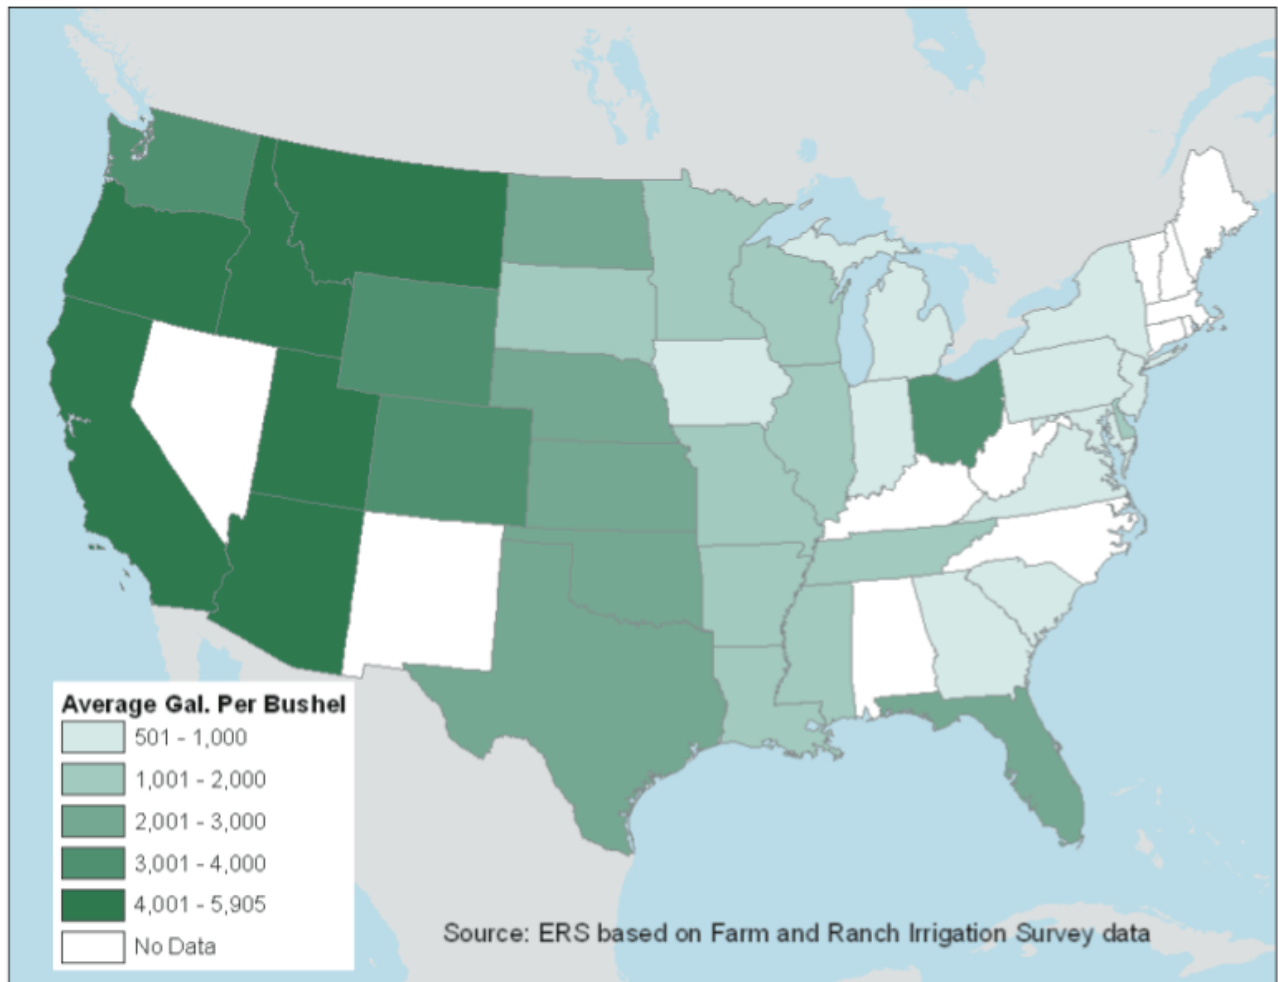 Average Gal. Per Bushel
501 - 1,000
1,001 - 2,000
2,001 - 3,000
3,001 - 4,000
4,001 - 5,905
No Data
Source: ERS based on Farm and Ranch Irrigation Survey data